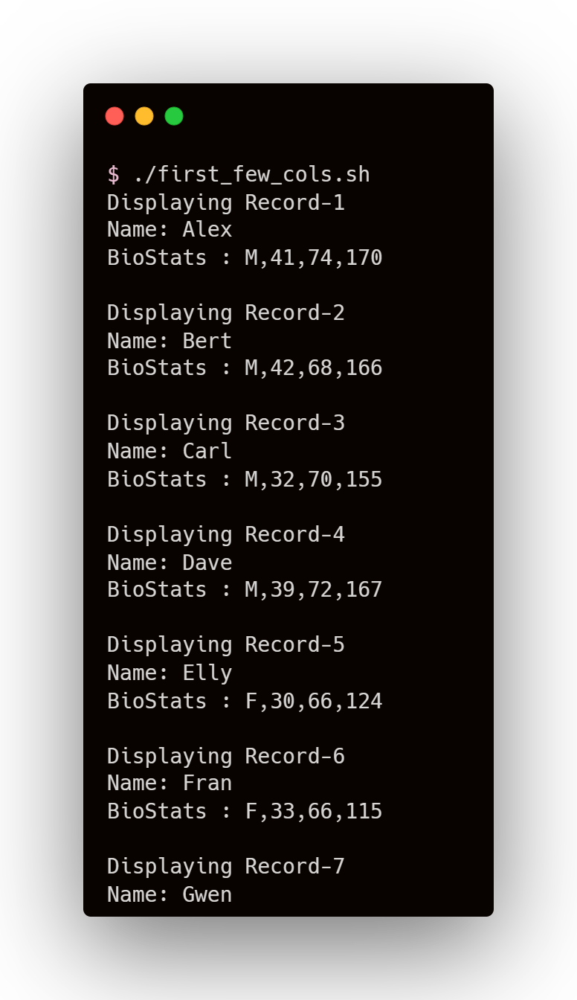 $ ./first_few_cols.sh
Displaying Record-1
Name: Alex
BioStats : M,41,74,170
Displaying Record-2
Name: Bert
BioStats : M,42,68,166
Displaying Record-3
Name: Carl
BioStats : M,32,70,155
Displaying Record-4
Name: Dave
BioStats : M,39,72,167
Displaying Record-5
Name: Elly
BioStats : F,30,66,124
Displaying Record-6
Name: Fran
BioStats : F,33,66,115
Displaying Record-7
Name: Gwen